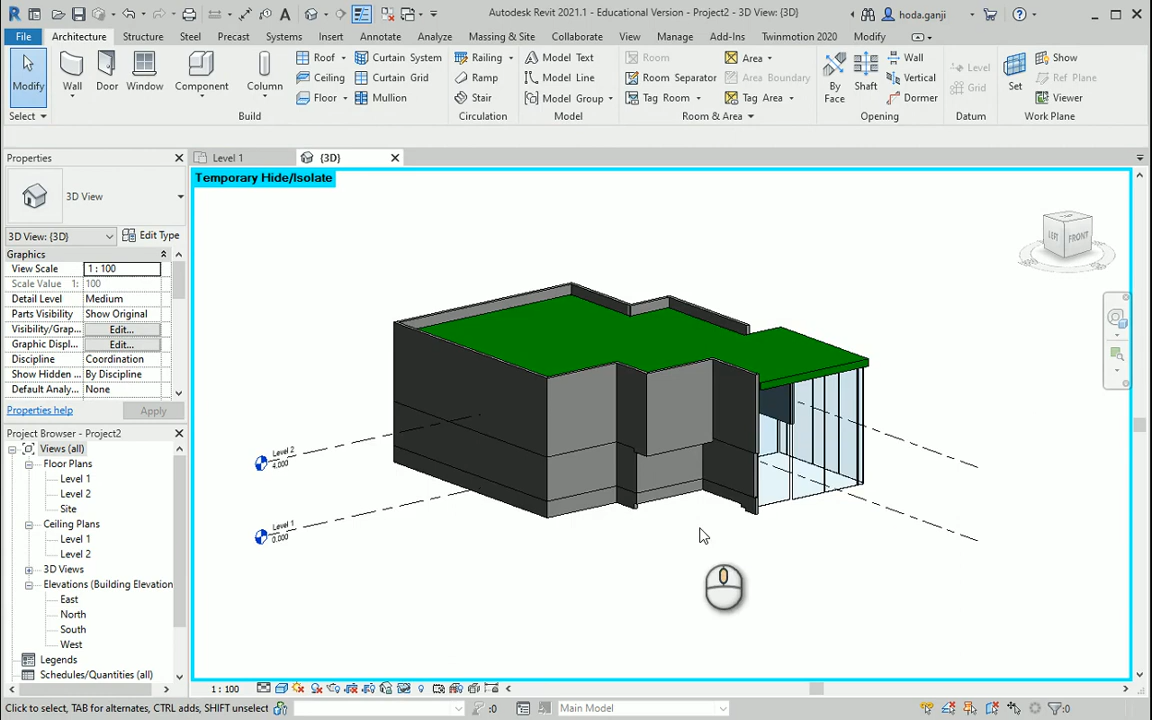 Autodesk Revit 2021.1 - Educational Version - Project2 - 3D View: {3D}
hoda.ganji
File Architecture Structure Steel Precast Systems Insert Annotate Analyze Massing & Site Collaborate View Manage Add-Ins Twinmotion 2020 Modify
Modify Wall Door Window Component Column
Roof Curtain System
Ceiling Curtain Grid
Floor Mullion
Railing
Ramp
Stair
Model Text
Model Line
Model Group
Room Area
Room Separator Area Boundary
Tag Room Tag Area
By Face Shaft
Wall
Vertical
Dormer
Level
Grid
Set
Show
Ref Plane
Viewer
Select Build Circulation Model Room & Area Opening Datum Work Plane
Properties
Level 1 {3D}
3D View
3D View: {3D} Edit Type
Graphics
View Scale 1 : 100
Scale Value 1: 100
Detail Level Medium
Parts Visibility Show Original
Visibility/Grap... Edit...
Graphic Displ... Edit...
Discipline Coordination
Show Hidden ... By Discipline
Default Analy... None
Properties help Apply
Project Browser - Project2
Views (all)
Floor Plans
Level 1
Level 2
Site
Ceiling Plans
Level 1
Level 2
3D Views
Elevations (Building Elevation
East
North
South
West
Legends
Schedules/Quantities (all)
Temporary Hide/Isolate
LEFT FRONT
Level 2
4.000
Level 1
0.000
1 : 100
Click to select, TAB for alternates, CTRL adds, SHIFT unselect
:0
Main Model
:0